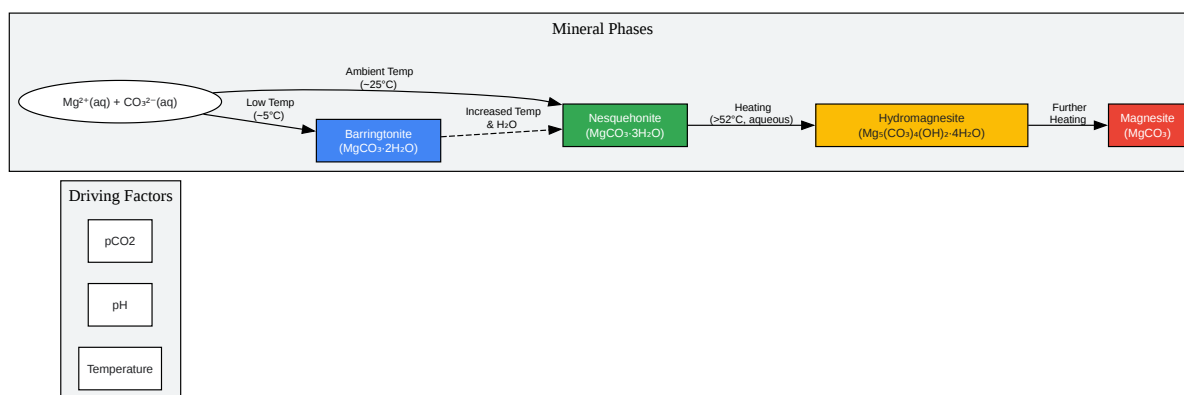 Mineral Phases
Mg²⁺(aq) + CO₃²⁻(aq)
Ambient Temp
(~25°C)
Low Temp
(~5°C)
Barringtonite
(MgCO₃·2H₂O)
Increased Temp
& H₂O
Nesquehonite
(MgCO₃·3H₂O)
Heating
(>52°C, aqueous)
Hydromagnesite
(Mg₅(CO₃)₄(OH)₂·4H₂O)
Further
Heating
Magnesite
(MgCO₃)
Driving Factors
pCO2
pH
Temperature